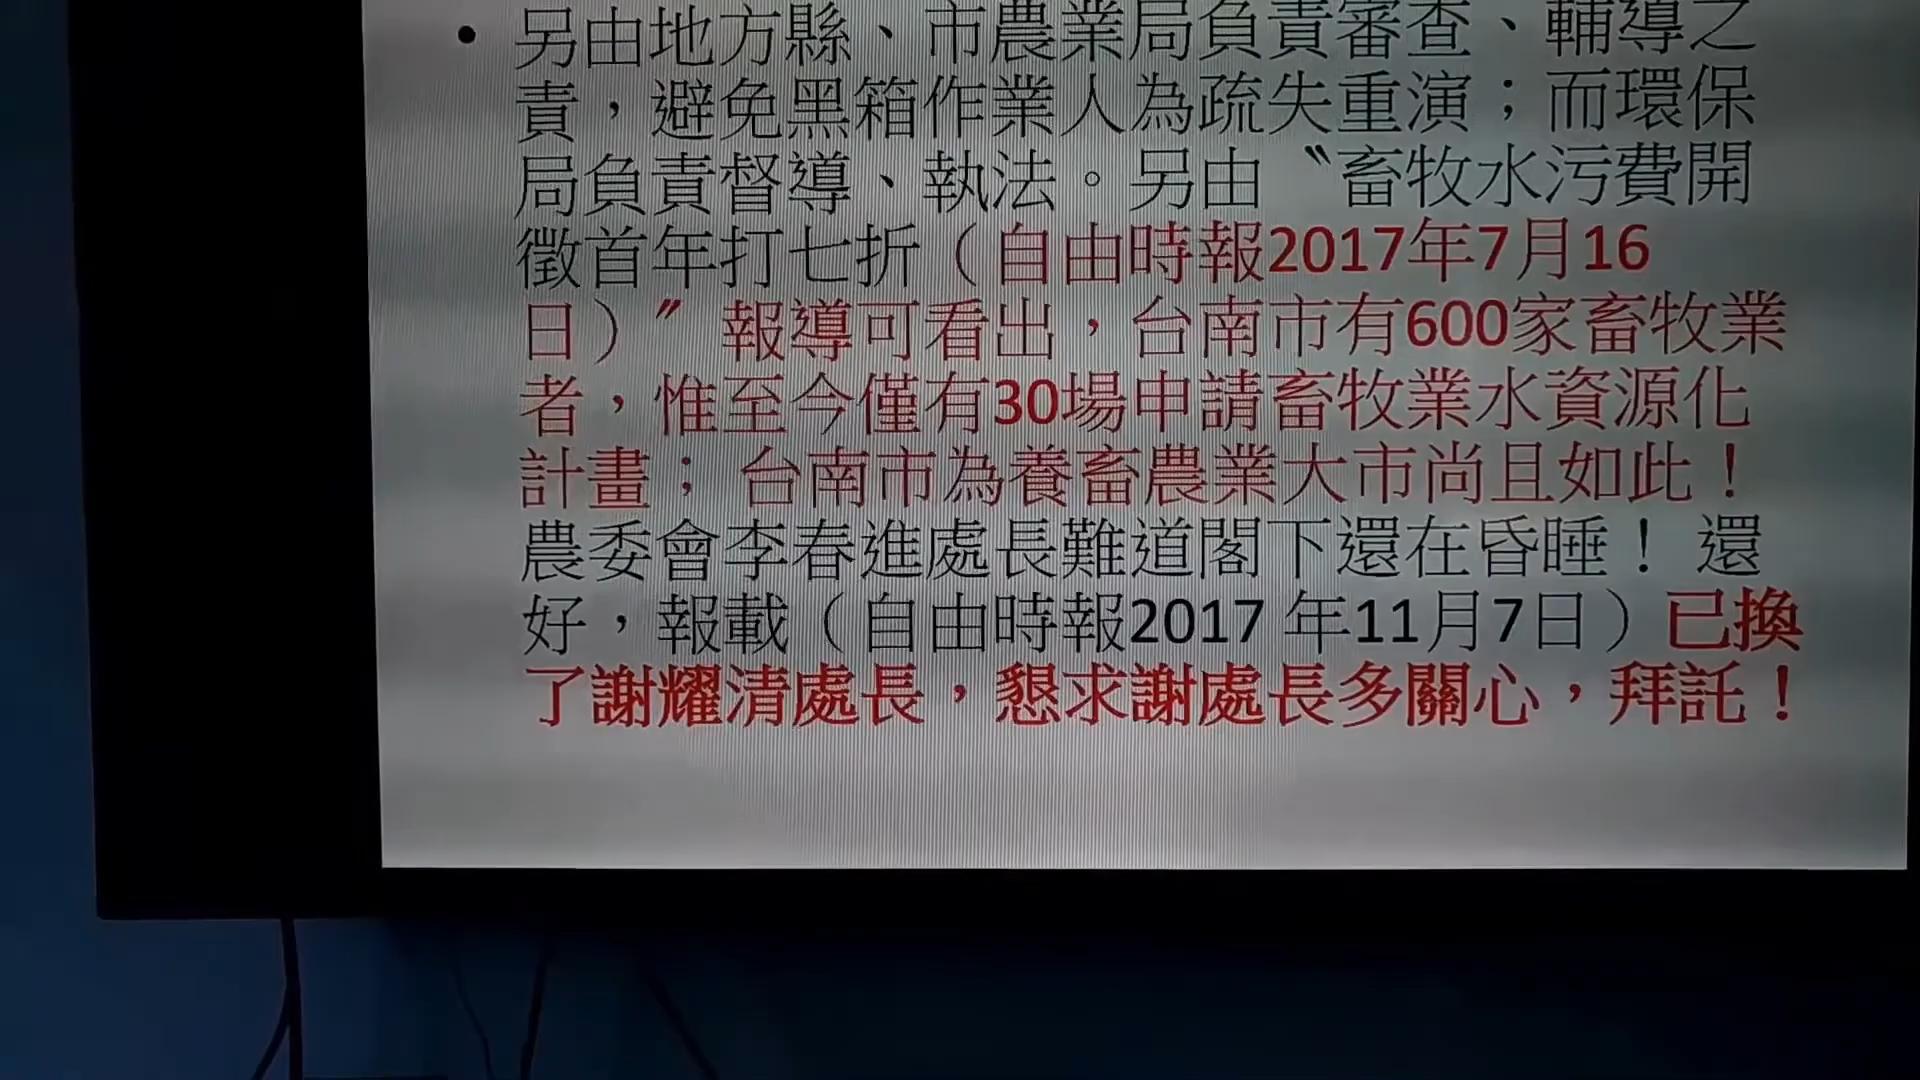 • 另由地方縣、市農業局負責審查、輔導之
責，避免黑箱作業人為疏失重演；而環保
局負責督導、執法。另由〝畜牧水污費開
徵首年打七折（自由時報2017年7月16
日）〞報導可看出，台南市有600家畜牧業
者，惟至今僅有30場申請畜牧業水資源化
計畫； 台南市為養畜農業大市尚且如此！
農委會李春進處長難道閣下還在昏睡！ 還
好，報載（自由時報2017 年11月7日）已換
了謝耀清處長，懇求謝處長多關心，拜託！